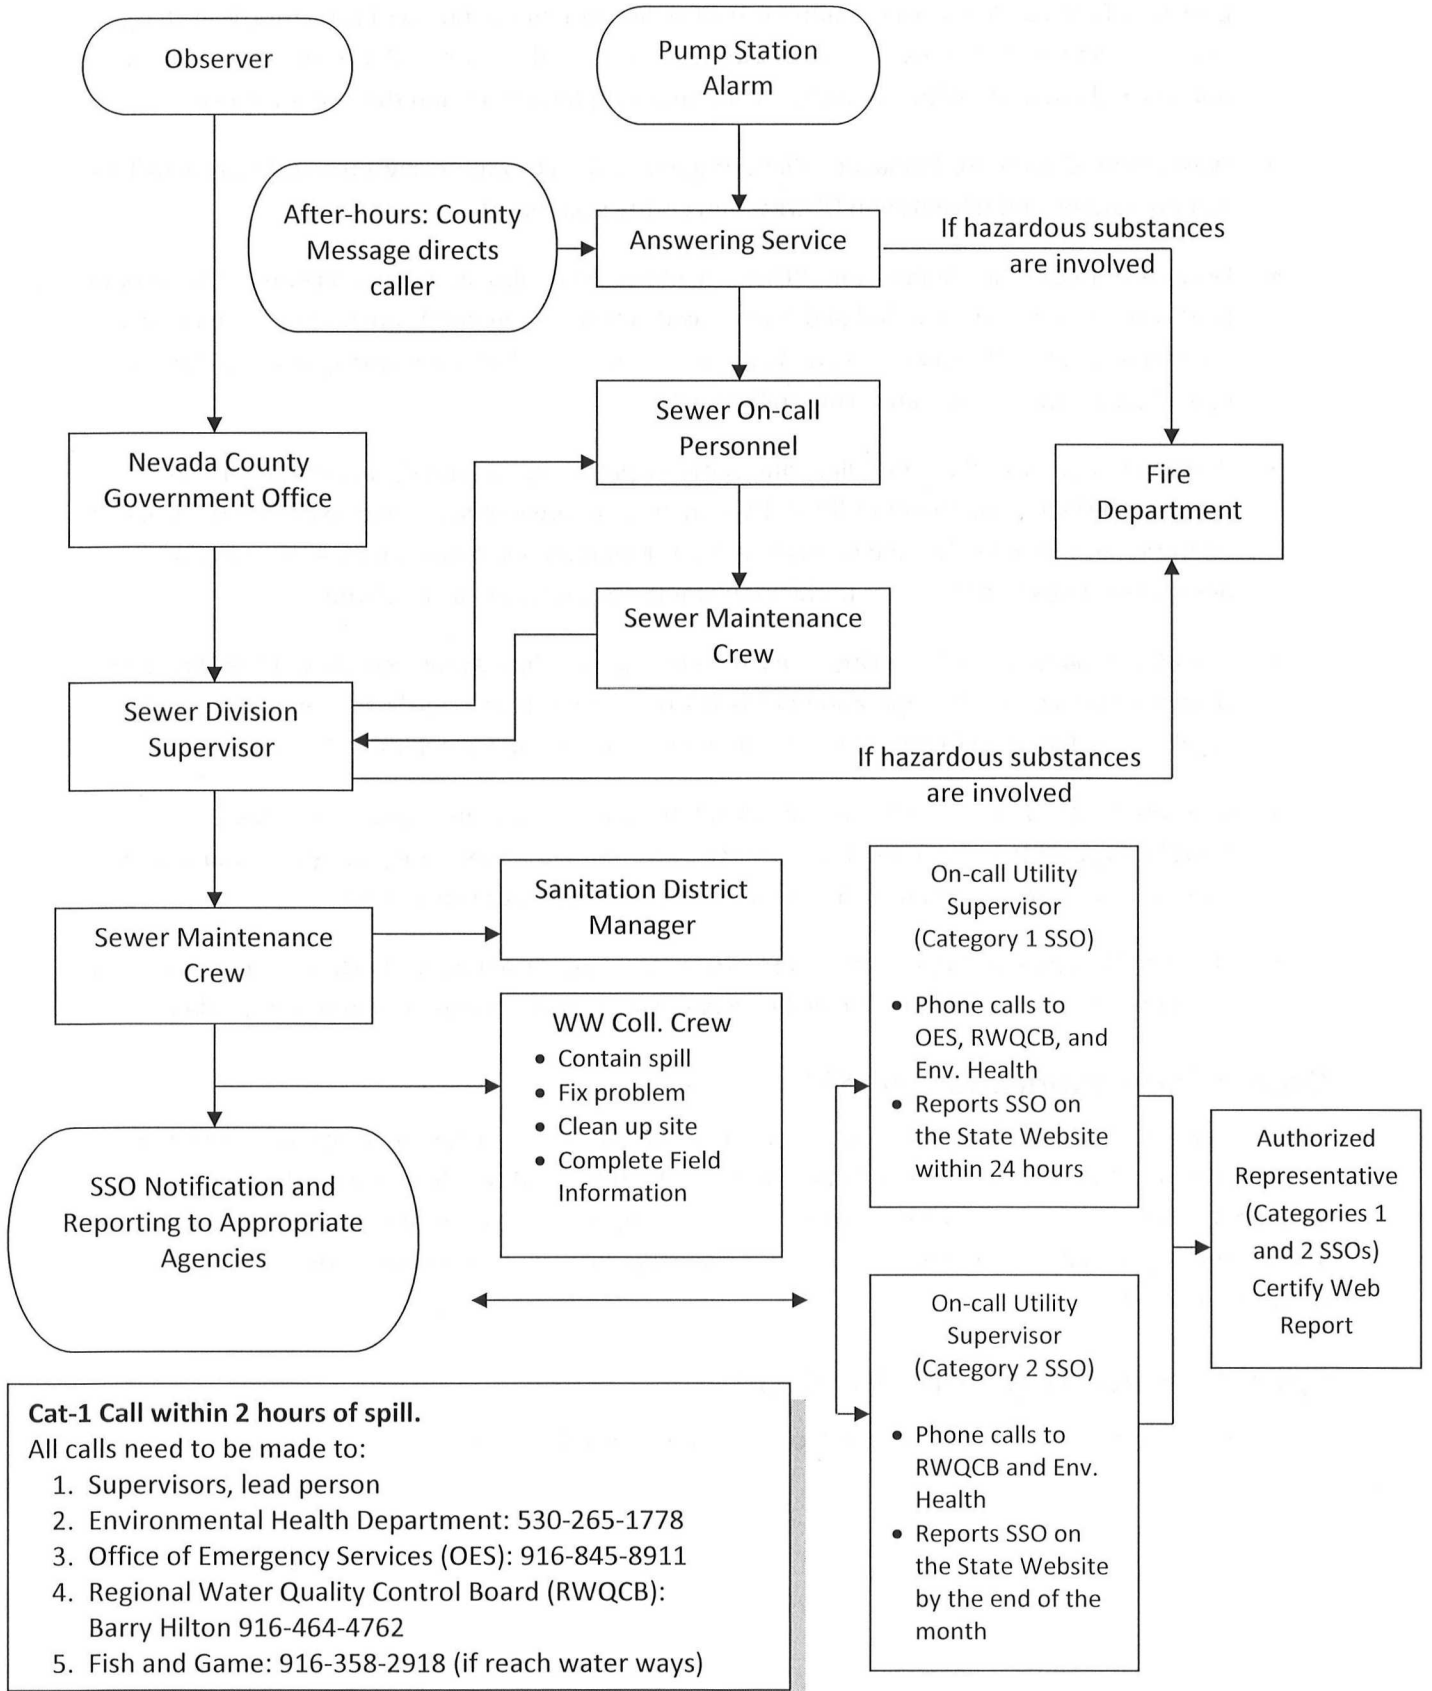 Observer
Pump Station
Alarm
After-hours: County
Message directs
caller
Answering Service
If hazardous substances
are involved
Sewer On-call
Personnel
Nevada County
Government Office
Fire
Department
Sewer Maintenance
Crew
Sewer Division
Supervisor
If hazardous substances
are involved
Sanitation District
Manager
Sewer Maintenance
Crew
WW Coll. Crew
• Contain spill
• Fix problem
• Clean up site
• Complete Field
Information
SSO Notification and
Reporting to Appropriate
Agencies
On-call Utility
Supervisor
(Category 1 SSO)
• Phone calls to
OES, RWQCB, and
Env. Health
• Reports SSO on
the State Website
within 24 hours
Authorized
Representative
(Categories 1
and 2 SSOs)
Certify Web
Report
On-call Utility
Supervisor
(Category 2 SSO)
• Phone calls to
RWQCB and Env.
Health
• Reports SSO on
the State Website
by the end of the
month
Cat-1 Call within 2 hours of spill.
All calls need to be made to:
1. Supervisors, lead person
2. Environmental Health Department: 530-265-1778
3. Office of Emergency Services (OES): 916-845-8911
4. Regional Water Quality Control Board (RWQCB):
Barry Hilton 916-464-4762
5. Fish and Game: 916-358-2918 (if reach water ways)